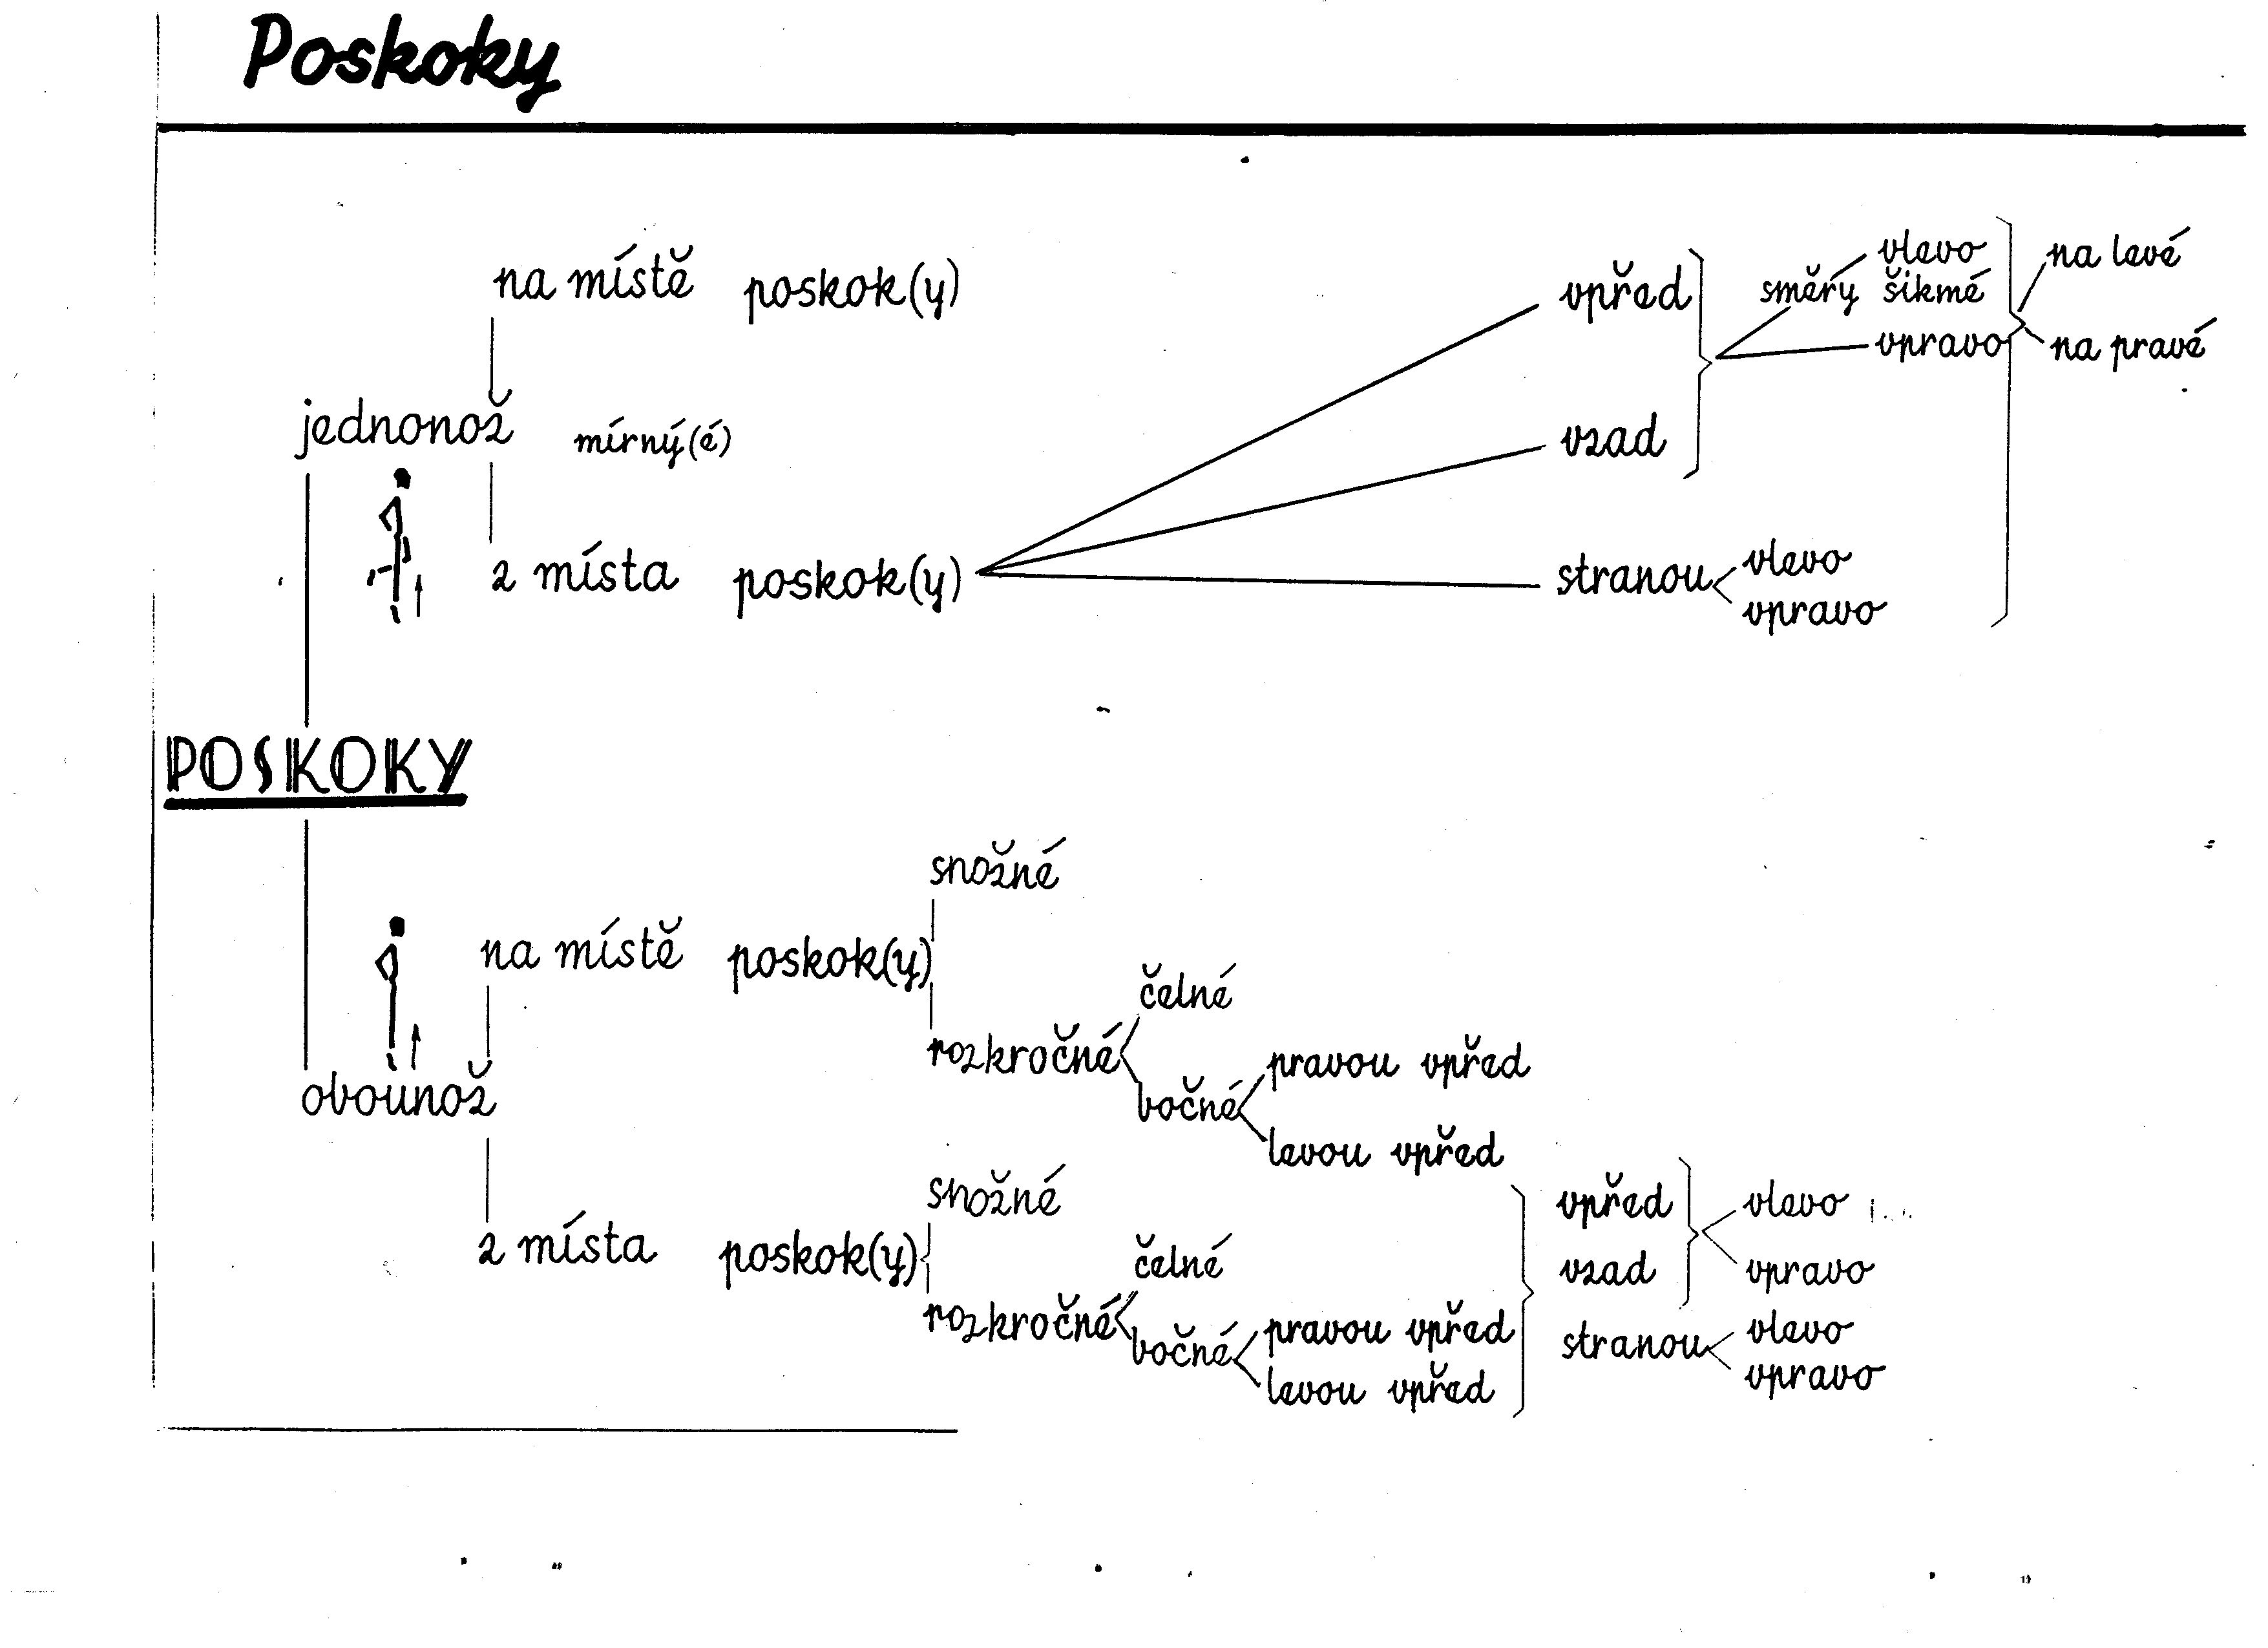 Poskoky
na místě poskok(y)
vpřed
směry šikmé
vlevo
vpravo
na levé
na pravé
jednonož
mírný(é)
vzad
z místa poskok(y)
stranou
vlevo
vpravo
POSKOKY
snožné
na místě poskok(y)
čelné
rozkročné
bočné
pravou vpřed
levou vpřed
obounož
snožné
z místa poskok(y)
čelné
rozkročné
bočné
pravou vpřed
levou vpřed
vpřed
vzad
vlevo
vpravo
stranou
vlevo
vpravo